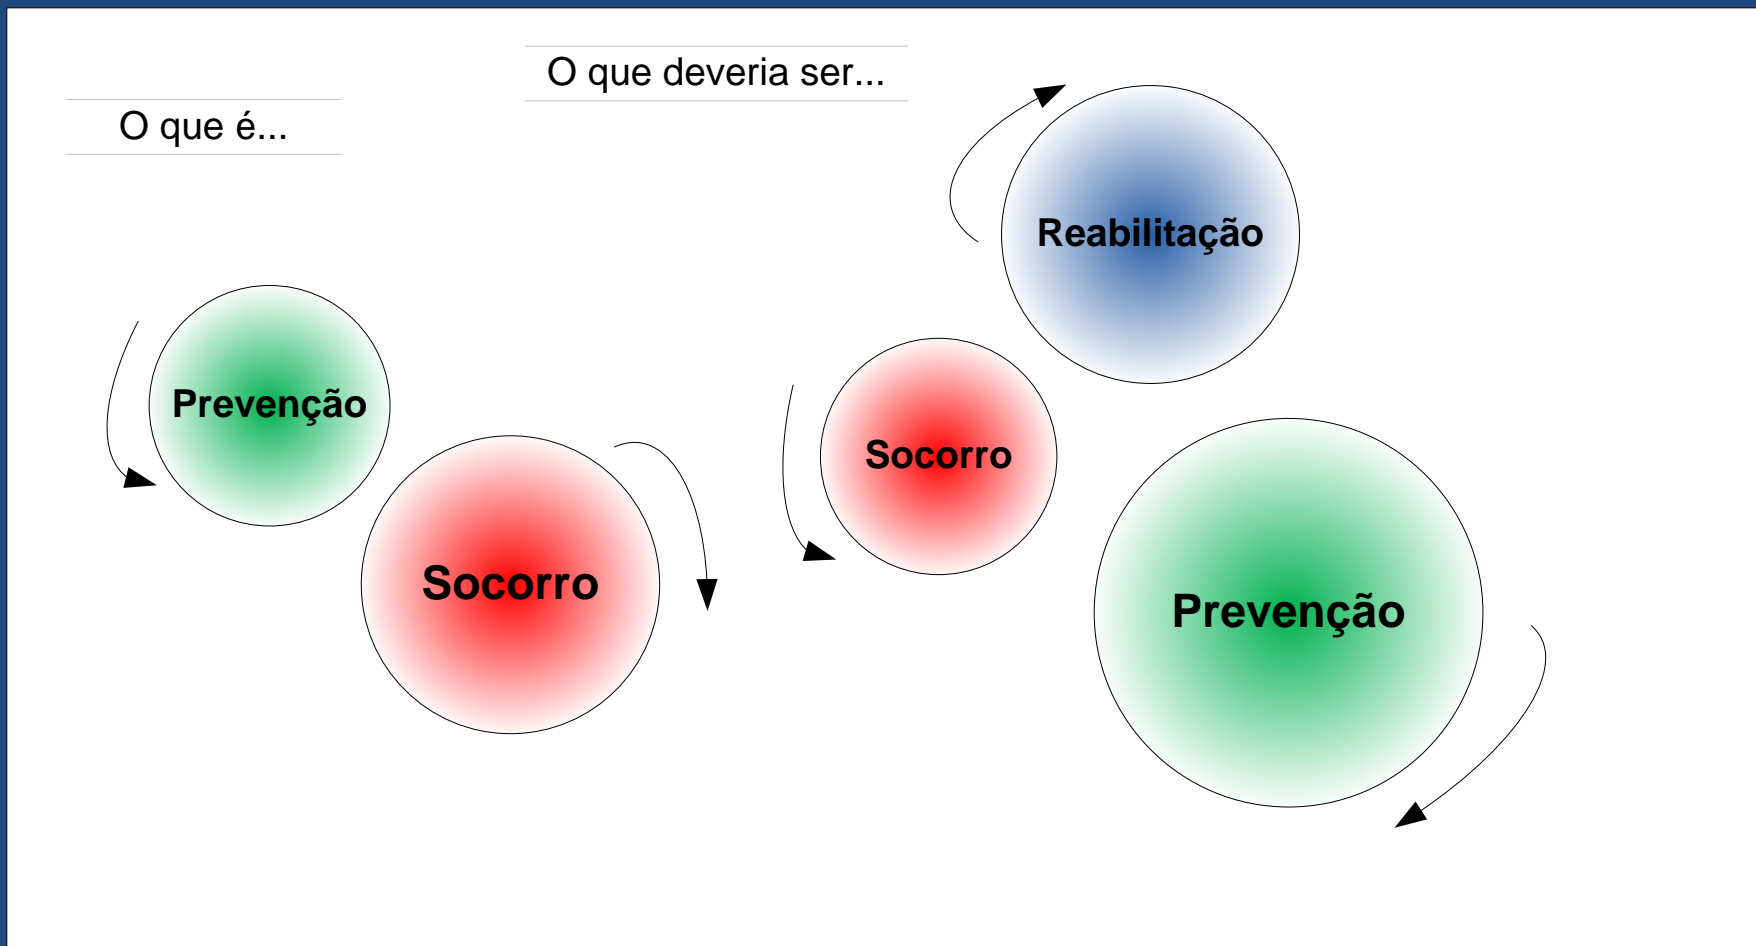 O que é...
Prevenção
Socorro
O que deveria ser...
Reabilitação
Socorro
Prevenção